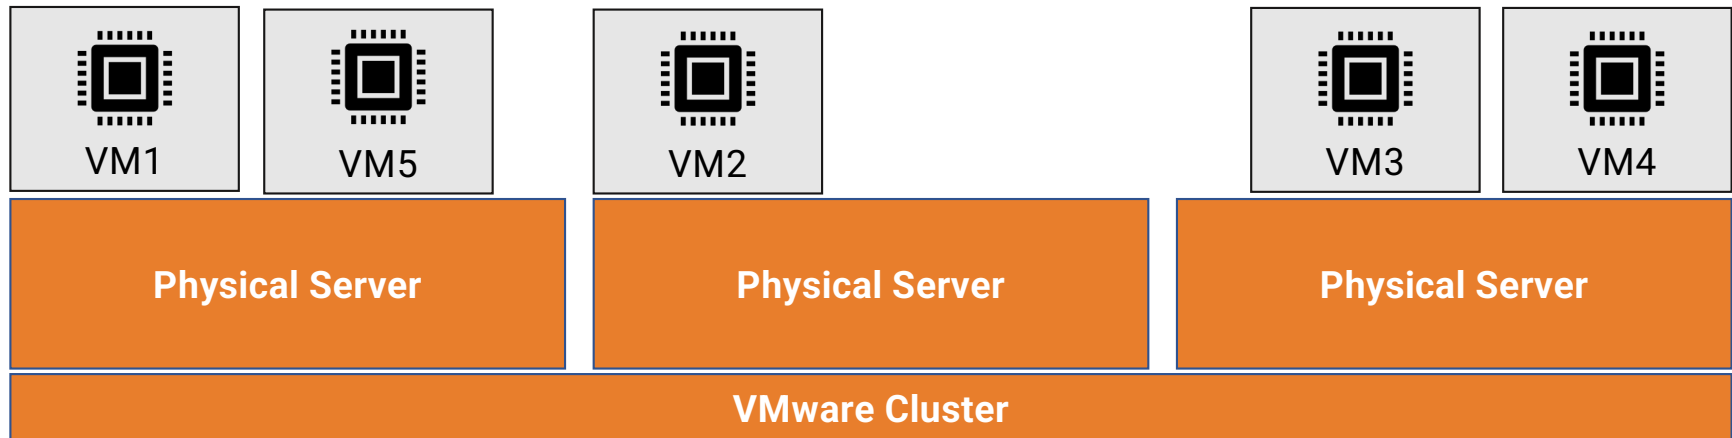 VM1
VM5
VM2
VM3
VM4
Physical Server
Physical Server
Physical Server
VMware Cluster